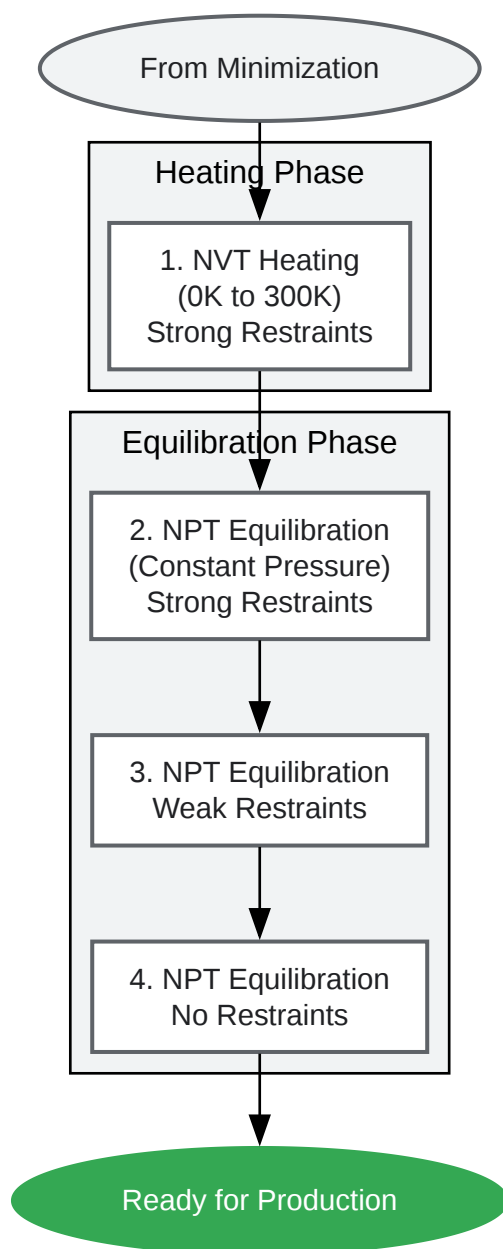 From Minimization
Heating Phase
1. NVT Heating
(0K to 300K)
Strong Restraints
Equilibration Phase
2. NPT Equilibration
(Constant Pressure)
Strong Restraints
3. NPT Equilibration
Weak Restraints
4. NPT Equilibration
No Restraints
Ready for Production